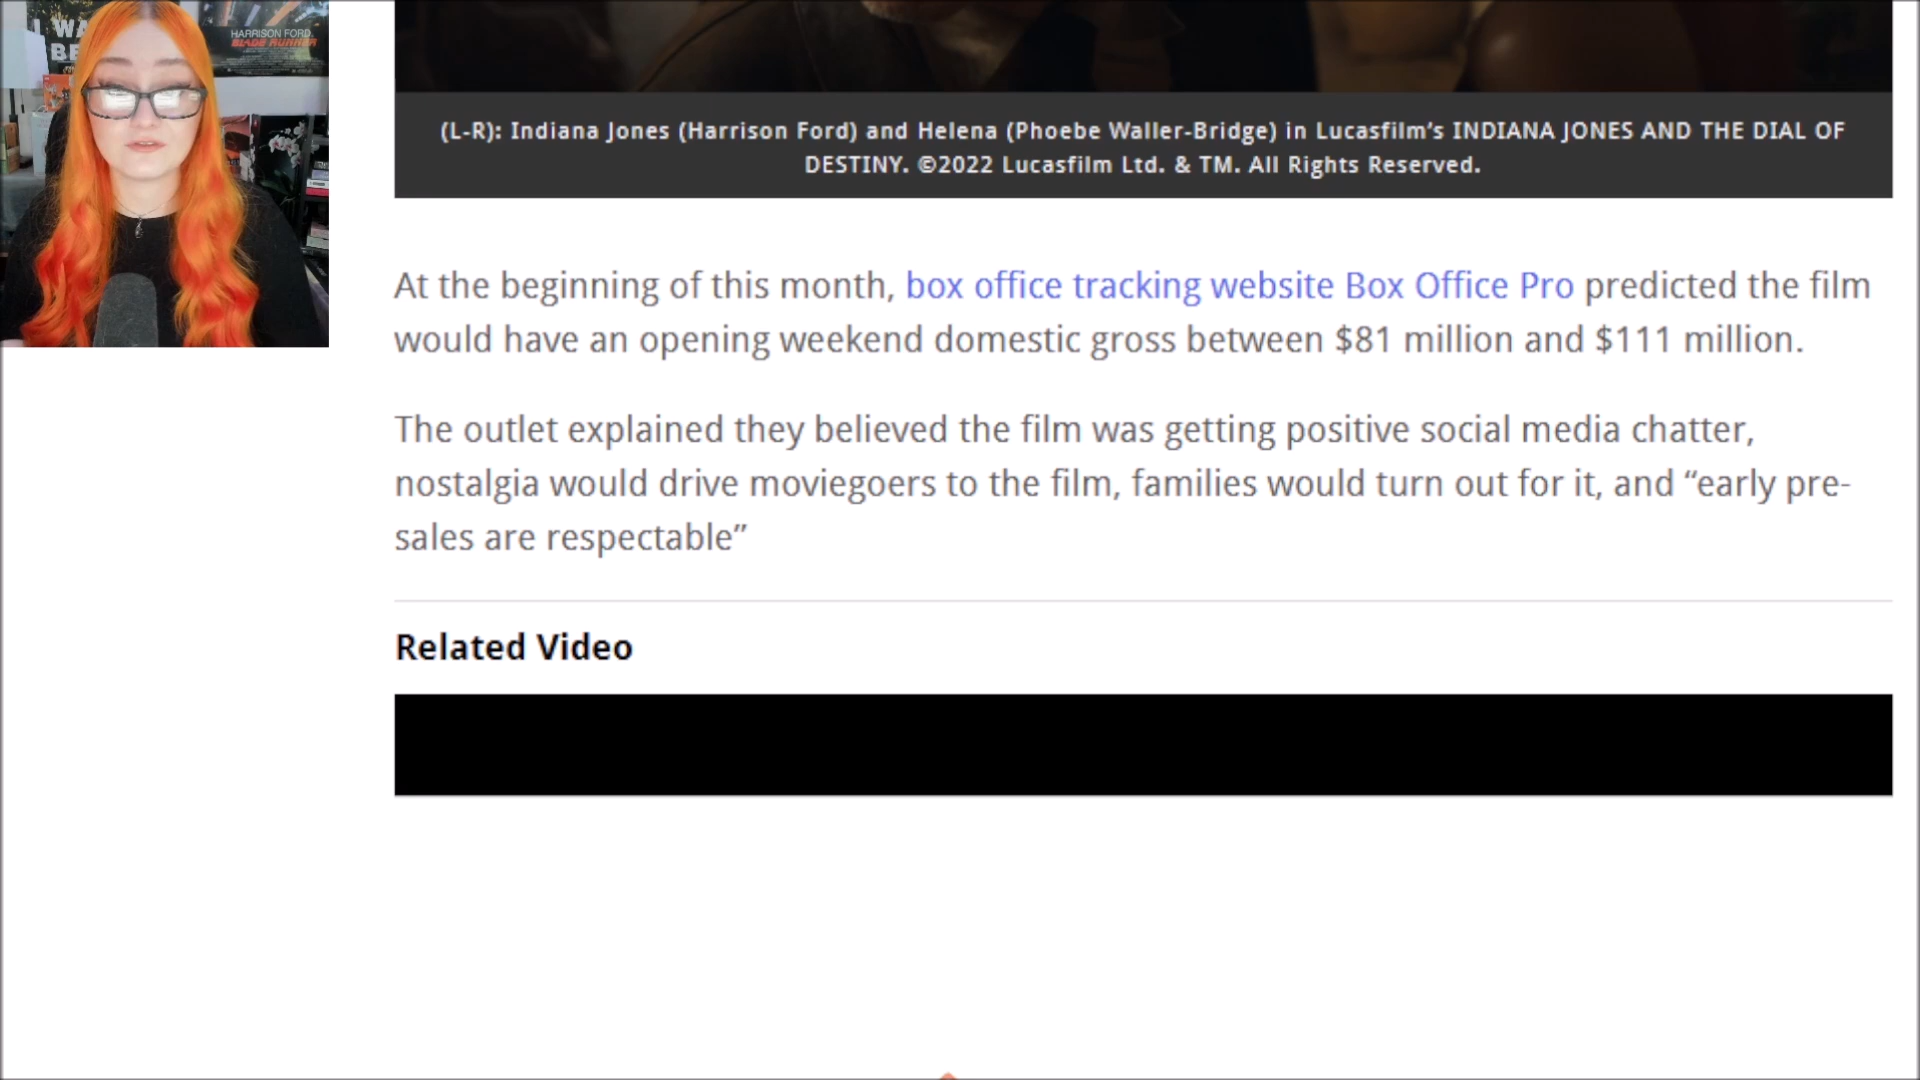 I WA
BE
HARRISON FORD
BLADE RUNNER
(L-R): Indiana Jones (Harrison Ford) and Helena (Phoebe Waller-Bridge) in Lucasfilm’s INDIANA JONES AND THE DIAL OF
DESTINY. ©2022 Lucasfilm Ltd. & TM. All Rights Reserved.
At the beginning of this month, box office tracking website Box Office Pro predicted the film
would have an opening weekend domestic gross between $81 million and $111 million.
The outlet explained they believed the film was getting positive social media chatter,
nostalgia would drive moviegoers to the film, families would turn out for it, and “early pre-
sales are respectable”
Related Video